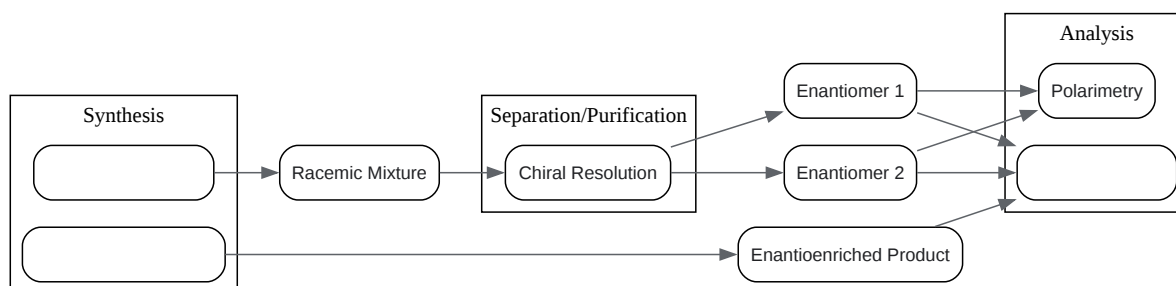 Analysis
Synthesis
Separation/Purification
Enantiomer 1
Polarimetry
Racemic Mixture
Chiral Resolution
Enantiomer 2
Enantioenriched Product